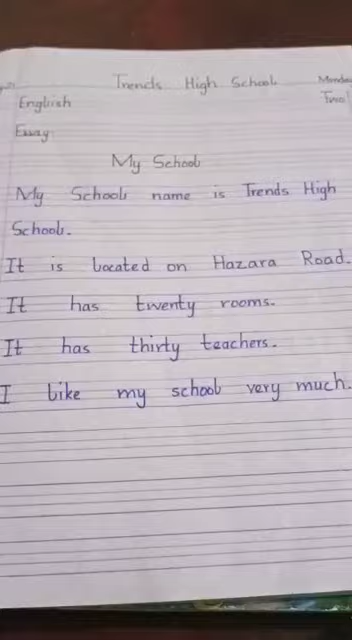 Trends High School
English
Essay
My School
My School name is Trends High
School.
It is located on Hazara Road.
It has twenty rooms.
It has thirty teachers.
I like my school very much.